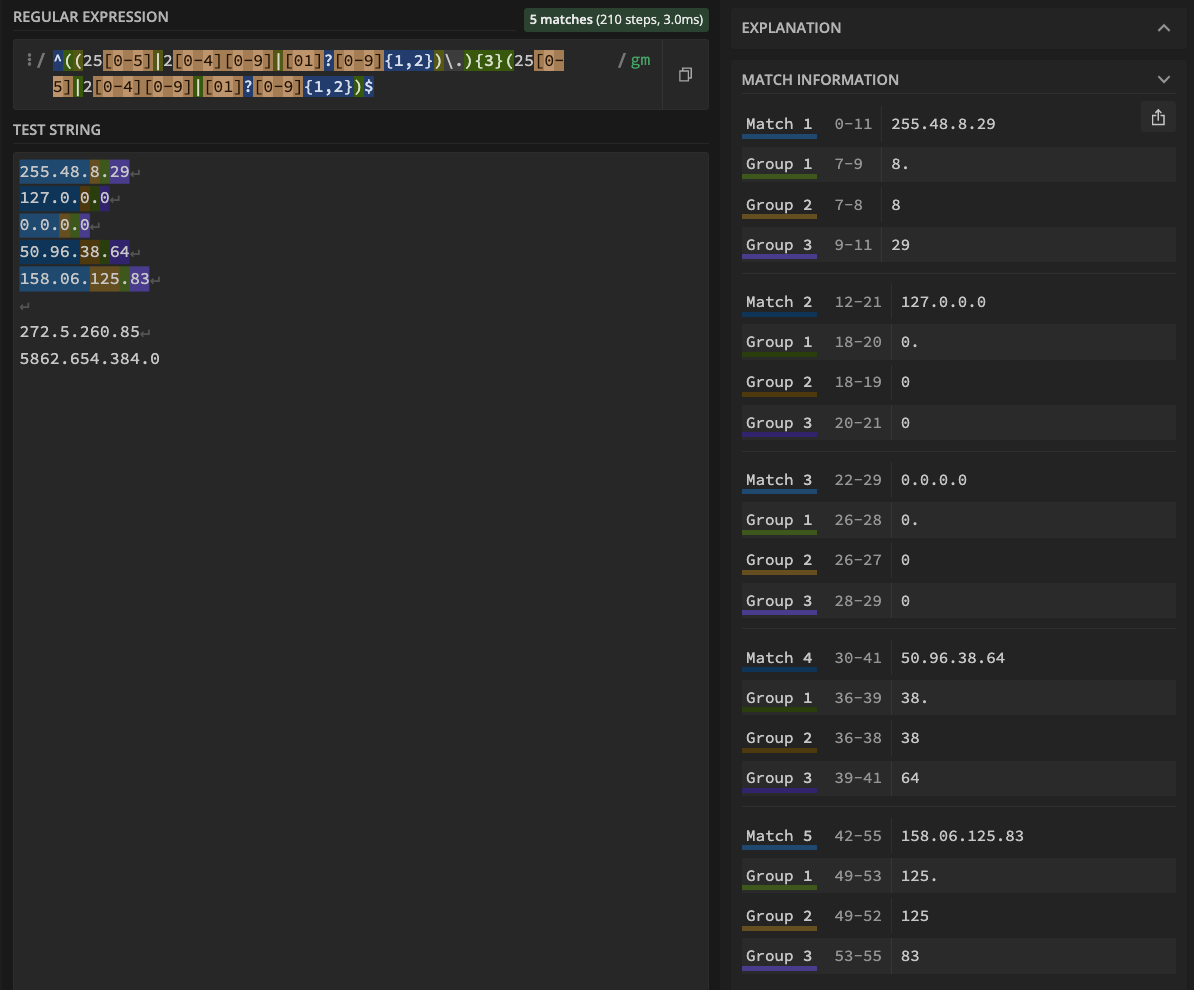 REGULAR EXPRESSION
5 matches (210 steps, 3.0ms)
/ ^((25[0-5]|2[0-4][0-9]|[01]?[0-9]{1,2})\.){3}(25[0-
5]|2[0-4][0-9]|[01]?[0-9]{1,2})$
/ gm
TEST STRING
255.48.8.29↵
127.0.0.0↵
0.0.0.0↵
50.96.38.64↵
158.06.125.83↵
↵
272.5.260.85↵
5862.654.384.0
EXPLANATION
MATCH INFORMATION
Match 1 0-11 255.48.8.29
Group 1 7-9 8.
Group 2 7-8 8
Group 3 9-11 29
Match 2 12-21 127.0.0.0
Group 1 18-20 0.
Group 2 18-19 0
Group 3 20-21 0
Match 3 22-29 0.0.0.0
Group 1 26-28 0.
Group 2 26-27 0
Group 3 28-29 0
Match 4 30-41 50.96.38.64
Group 1 36-39 38.
Group 2 36-38 38
Group 3 39-41 64
Match 5 42-55 158.06.125.83
Group 1 49-53 125.
Group 2 49-52 125
Group 3 53-55 83